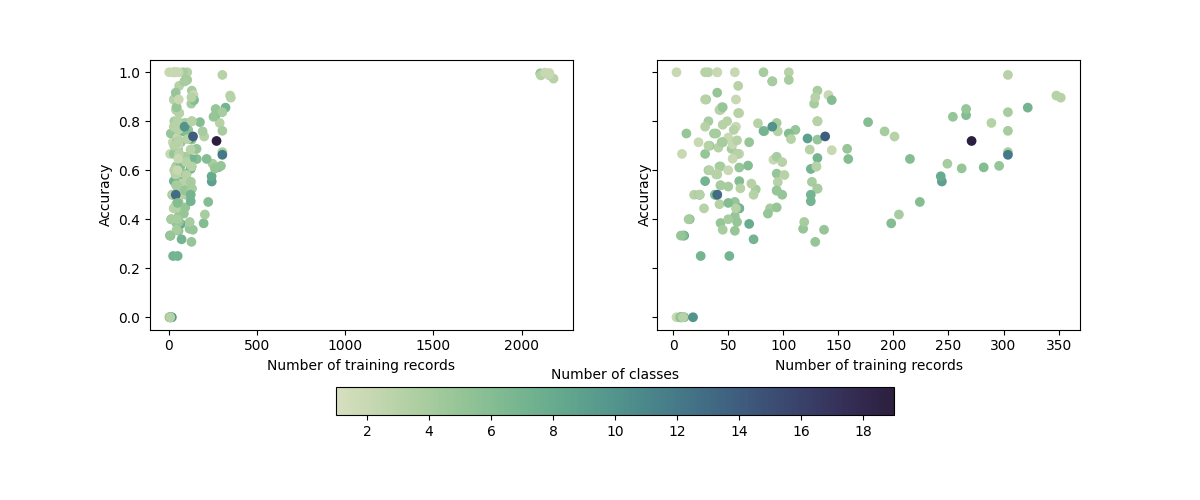 1.0
0.8
0.6
0.4
0.2
0.0
Accuracy
0 500 1000 1500 2000
Number of training records
Accuracy
0 50 100 150 200 250 300 350
Number of training records
Number of classes
2 4 6 8 10 12 14 16 18